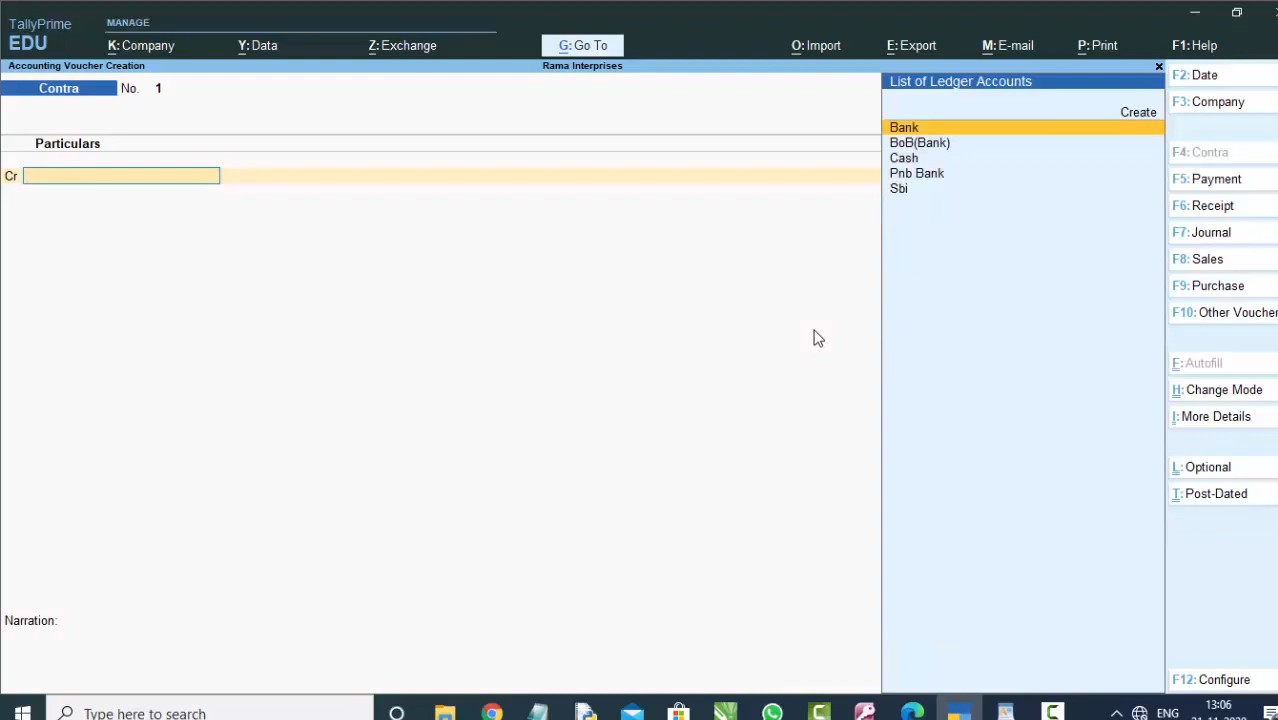 TallyPrime
EDU
MANAGE
K: Company
Y: Data
Z: Exchange
G: Go To
O: Import
E: Export
M: E-mail
P: Print
F1: Help
Accounting Voucher Creation
Rama Interprises
×
Contra
No. 1
Particulars
Cr
List of Ledger Accounts
Create
Bank
BoB(Bank)
Cash
Pnb Bank
Sbi
F2: Date
F3: Company
F4: Contra
F5: Payment
F6: Receipt
F7: Journal
F8: Sales
F9: Purchase
F10: Other Voucher
E: Autofill
H: Change Mode
I: More Details
L: Optional
T: Post-Dated
F12: Configure
Narration:
Type here to search
ENG
13:06